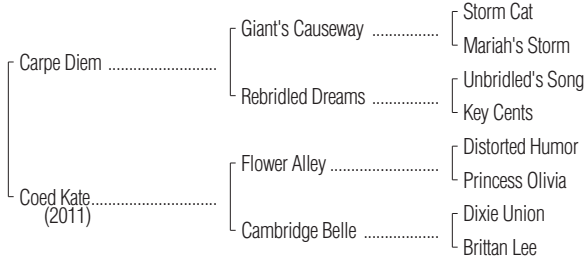 Storm Cat
Giant's Causeway ................
Mariah's Storm
Carpe Diem ..........................
Unbridled's Song
Rebridled Dreams ................
Key Cents
Distorted Humor
Flower Alley ..........................
Princess Olivia
Coed Kate..............................
(2011)
Dixie Union
Cambridge Belle ..................
Brittan Lee